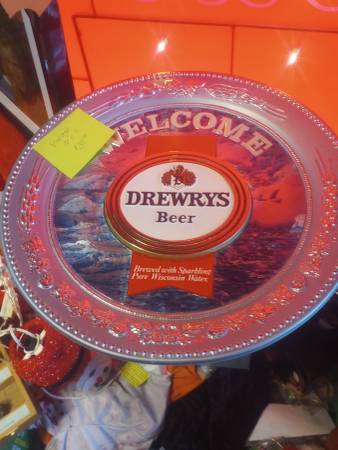 WELCOME
DREWRYS
Beer
Brewed with Sparkling
Pure Wisconsin Water.